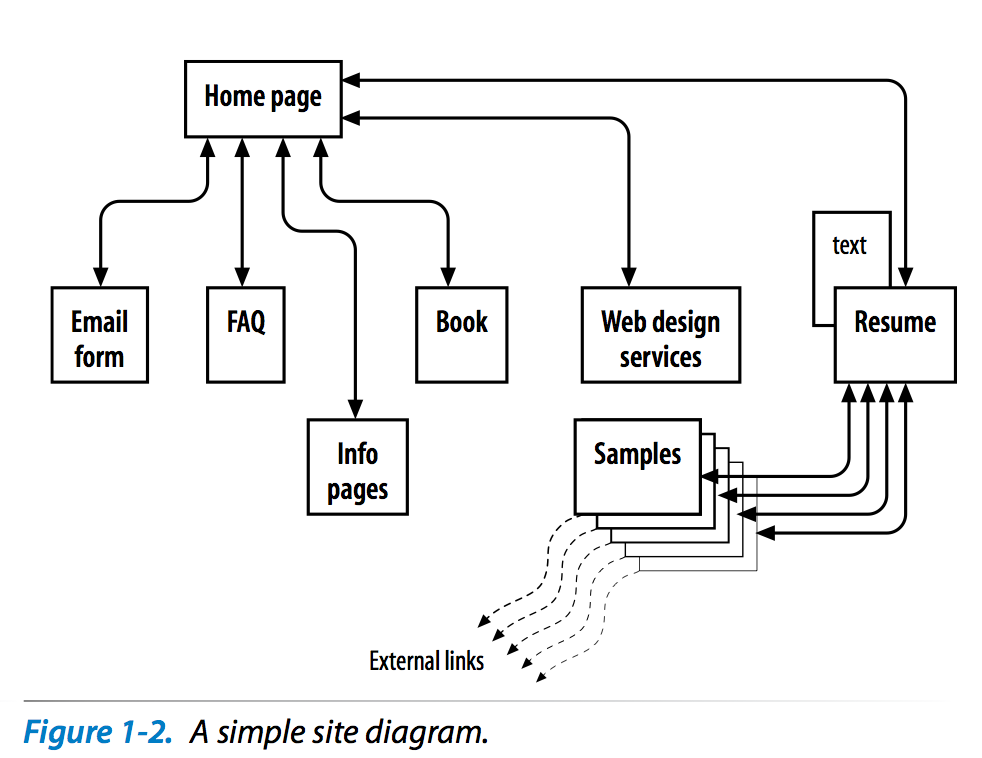 Home page
text
Email
form
FAQ
Book
Web design
services
Resume
Info
pages
Samples
External links
Figure 1-2. A simple site diagram.